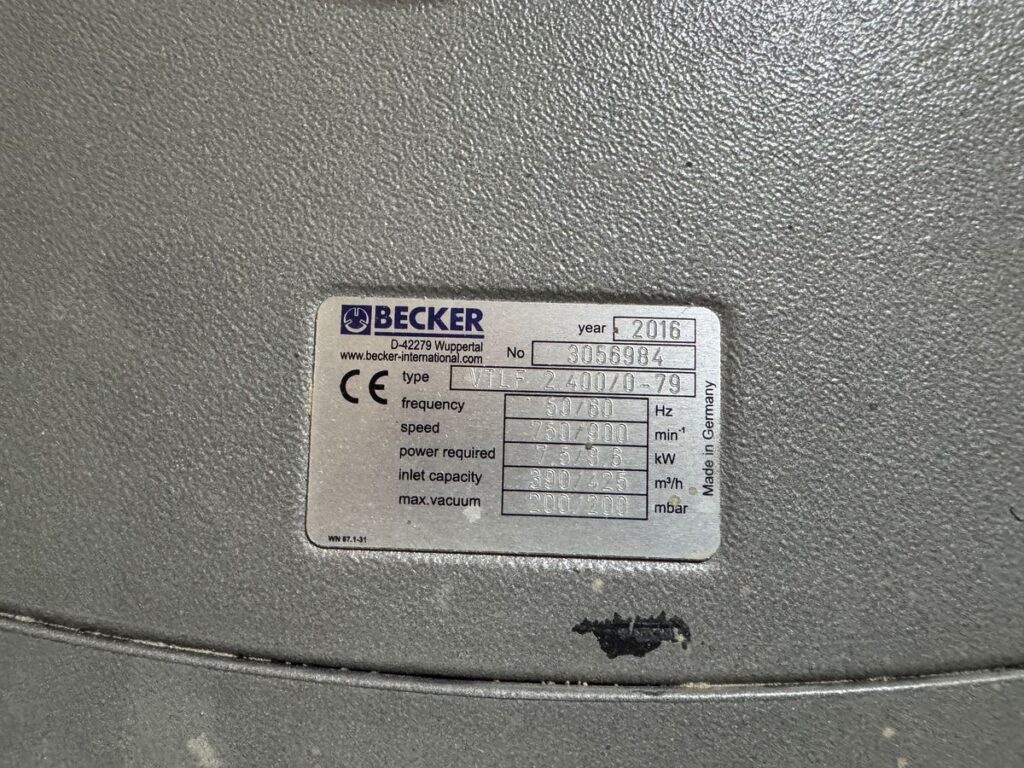 BECKER
D-42279 Wuppertal
www.becker-international.com
year 2016
No 3056984
CE type VTLF 2.400/0-79
frequency 50/60 Hz
speed 750/900 min⁻¹
power required 7.5/8.6 kW
inlet capacity 390/425 m³/h
max.vacuum 200/200 mbar
Made in Germany
WN 87.1-31